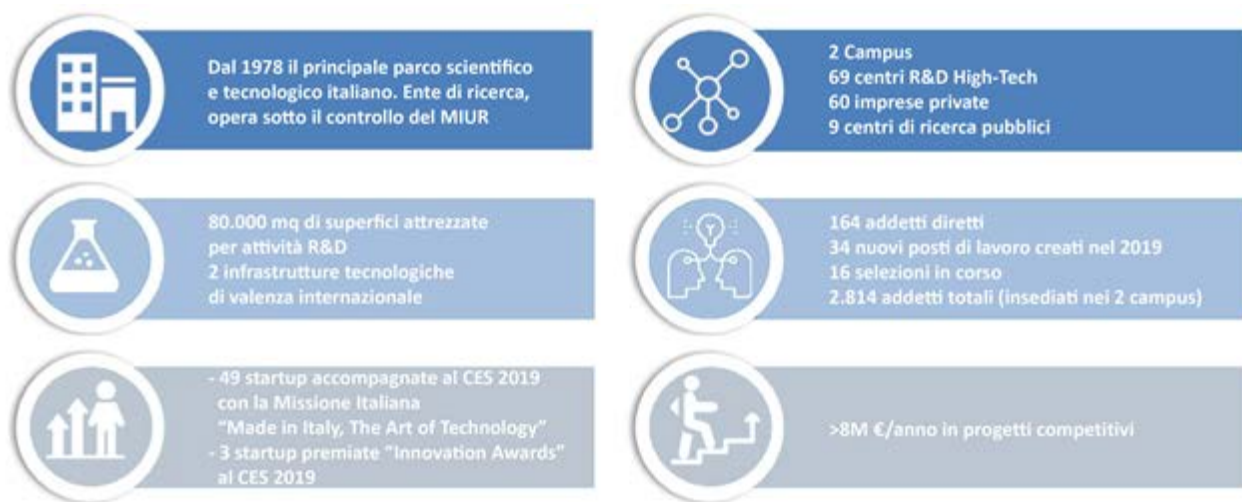 Dal 1978 il principale parco scientifico
e tecnologico italiano. Ente di ricerca,
opera sotto il controllo del MIUR
2 Campus
69 centri R&D High-Tech
60 imprese private
9 centri di ricerca pubblici
80.000 mq di superfici attrezzate
per attività R&D
2 infrastrutture tecnologiche
di valenza internazionale
164 addetti diretti
34 nuovi posti di lavoro creati nel 2019
16 selezioni in corso
2.814 addetti totali (insediati nei 2 campus)
- 49 startup accompagnate al CES 2019
con la Missione Italiana
“Made in Italy, The Art of Technology”
- 3 startup premiate “Innovation Awards”
al CES 2019
>8M €/anno in progetti competitivi